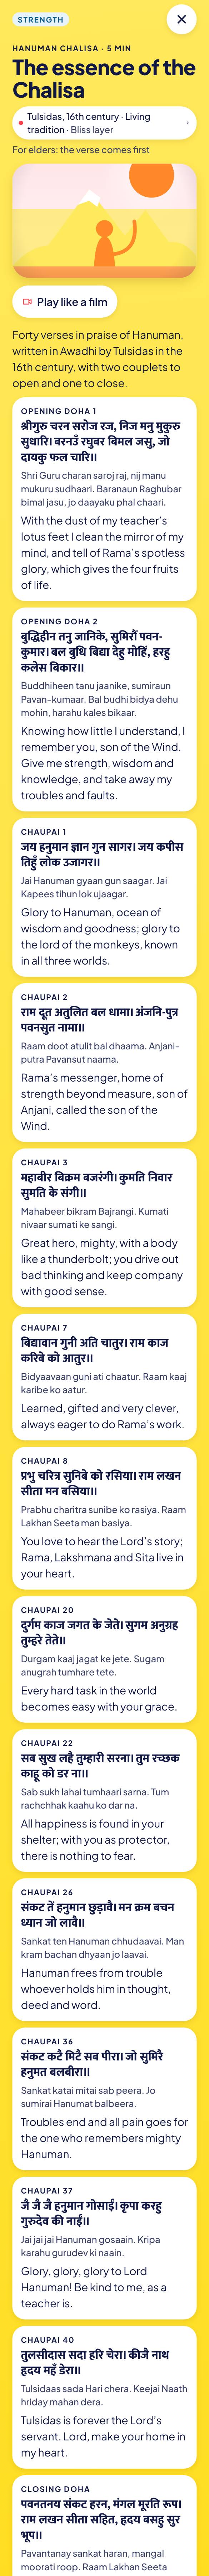 STRENGTH
HANUMAN CHALISA · 5 MIN
The essence of the
Chalisa
Tulsidas, 16th century · Living
tradition · Bliss layer
For elders: the verse comes first
Play like a film
Forty verses in praise of Hanuman,
written in Awadhi by Tulsidas in the
16th century, with two couplets to
open and one to close.
OPENING DOHA 1
श्रीगुरु चरन सरोज रज, निज मनु मुकुरु
सुधारि। बरनउँ रघुबर बिमल जसु, जो
दायकु फल चारि॥
Shri Guru charan saroj raj, nij manu
mukuru sudhaari. Baranaun Raghubar
bimal jasu, jo daayaku phal chaari.
With the dust of my teacher's
lotus feet I clean the mirror of my
mind, and tell of Rama's spotless
glory, which gives the four fruits
of life.
OPENING DOHA 2
बुद्धिहीन तनु जानिके, सुमिरौं पवन-
कुमार। बल बुधि बिद्या देहु मोहिं, हरहु
कलेस बिकार॥
Buddhiheen tanu jaanike, sumiraun
Pavan-kumaar. Bal budhi bidya dehu
mohin, harahu kales bikaar.
Knowing how little I understand, I
remember you, son of the Wind.
Give me strength, wisdom and
knowledge, and take away my
troubles and faults.
CHAUPAI 1
जय हनुमान ज्ञान गुन सागर। जय कपीस
तिहुँ लोक उजागर॥
Jai Hanuman gyaan gun saagar. Jai
Kapees tihun lok ujaagar.
Glory to Hanuman, ocean of
wisdom and goodness; glory to
the lord of the monkeys, known
in all three worlds.
CHAUPAI 2
राम दूत अतुलित बल धामा। अंजनि-पुत्र
पवनसुत नामा॥
Raam doot atulit bal dhaama. Anjani-
putra Pavansut naama.
Rama's messenger, home of
strength beyond measure, son of
Anjani, called the son of the
Wind.
CHAUPAI 3
महाबीर बिक्रम बजरंगी। कुमति निवार
सुमति के संगी॥
Mahabeer bikram Bajrangi. Kumati
nivaar sumati ke sangi.
Great hero, mighty, with a body
like a thunderbolt; you drive out
bad thinking and keep company
with good sense.
CHAUPAI 7
बिद्यावान गुनी अति चातुर। राम काज
करिबे को आतुर॥
Bidyaavaan guni ati chaatur. Raam kaaj
karibe ko aatur.
Learned, gifted and very clever,
always eager to do Rama's work.
CHAUPAI 8
प्रभु चरित्र सुनिबे को रसिया। राम लखन
सीता मन बसिया॥
Prabhu charitra sunibe ko rasiya. Raam
Lakhan Seeta man basiya.
You love to hear the Lord's story;
Rama, Lakshmana and Sita live in
your heart.
CHAUPAI 20
दुर्गम काज जगत के जेते। सुगम अनुग्रह
तुम्हरे तेते॥
Durgam kaaj jagat ke jete. Sugam
anugrah tumhare tete.
Every hard task in the world
becomes easy with your grace.
CHAUPAI 22
सब सुख लहै तुम्हारी सरना। तुम रच्छक
काहू को डर ना॥
Sab sukh lahai tumhaari sarna. Tum
rachchhak kaahu ko dar na.
All happiness is found in your
shelter; with you as protector,
there is nothing to fear.
CHAUPAI 26
संकट तें हनुमान छुड़ावै। मन क्रम बचन
ध्यान जो लावै॥
Sankat ten Hanuman chhudaavai. Man
kram bachan dhyaan jo laavai.
Hanuman frees from trouble
whoever holds him in thought,
deed and word.
CHAUPAI 36
संकट कटै मिटै सब पीरा। जो सुमिरै
हनुमत बलबीरा॥
Sankat katai mitai sab peera. Jo
sumirai Hanumat balbeera.
Troubles end and all pain goes for
the one who remembers mighty
Hanuman.
CHAUPAI 37
जै जै जै हनुमान गोसाईं। कृपा करहु
गुरुदेव की नाईं॥
Jai jai jai Hanuman gosaain. Kripa
karahu gurudev ki naain.
Glory, glory, glory to Lord
Hanuman! Be kind to me, as a
teacher is.
CHAUPAI 40
तुलसीदास सदा हरि चेरा। कीजै नाथ
हृदय महँ डेरा॥
Tulsidaas sada Hari chera. Keejai Naath
hriday mahan dera.
Tulsidas is forever the Lord's
servant. Lord, make your home in
my heart.
CLOSING DOHA
पवनतनय संकट हरन, मंगल मूरति रूप।
राम लखन सीता सहित, हृदय बसहु सुर
भूप॥
Pavantanay sankat haran, mangal
moorati roop. Raam Lakhan Seeta